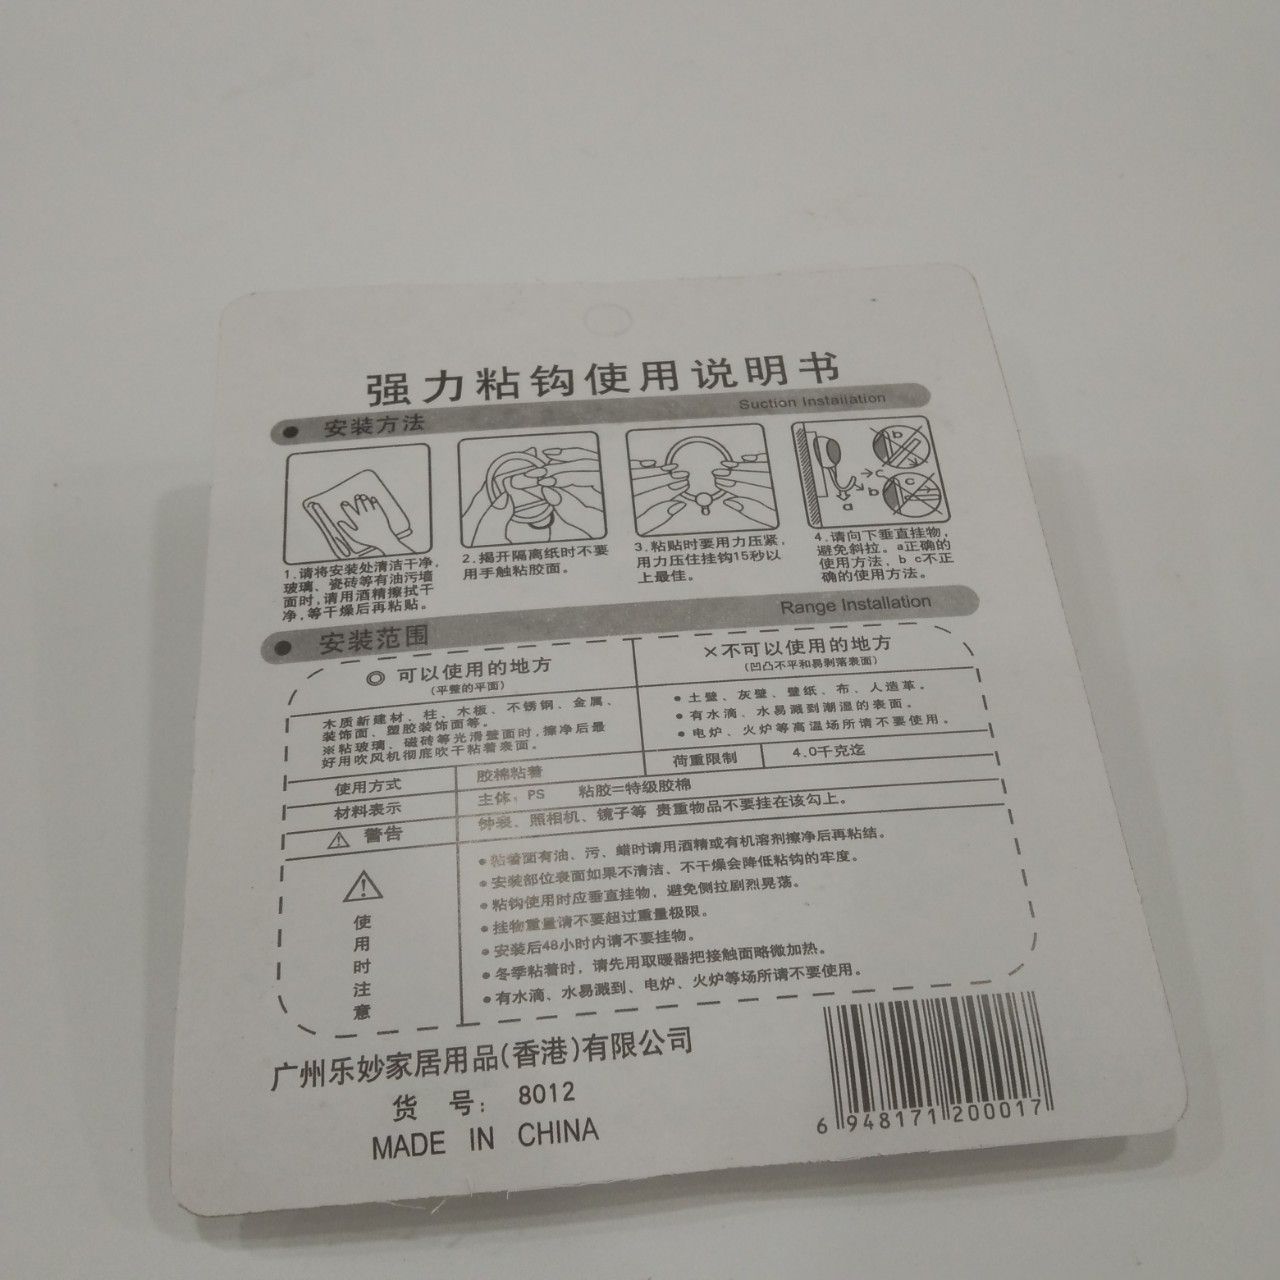 强力粘钩使用说明书
安装方法 Suction Installation
1.请将安装处清洁干净,
玻璃、瓷砖等有油污墙
面时,请用酒精擦拭干
净,等干燥后再粘贴。
2.揭开隔离纸时不要
用手触粘胶面。
3.粘贴时要用力压紧,
用力压住挂钩15秒以
上最佳。
b
c
c
b
a
4.请向下垂直挂物,
避免斜拉。a正确的
使用方法, b c不正
确的使用方法。
安装范围 Range Installation
◎ 可以使用的地方
(平整的平面)
木质新建材、柱、木板、不锈钢、金属、
装饰面、塑胶装饰面等。
※粘玻璃、磁砖等光滑壁面时,擦净后最
好用吹风机彻底吹干粘着表面。
×不可以使用的地方
(凹凸不平和易剥落表面)
• 土壁、灰壁、壁纸、布、人造革。
• 有水滴、水易溅到潮湿的表面。
• 电炉、火炉等高温场所请不要使用。
使用方式 胶棉粘着 荷重限制 4.0千克迄
材料表示 主体: PS 粘胶=特级胶棉
警告 钟表、照相机、镜子等 贵重物品不要挂在该勾上。
使用时注意
• 粘着面有油、污、蜡时请用酒精或有机溶剂擦净后再粘结。
• 安装部位表面如果不清洁、不干燥会降低粘钩的牢度。
• 粘钩使用时应垂直挂物,避免侧拉剧烈晃荡。
• 挂物重量请不要超过重量极限。
• 安装后48小时内请不要挂物。
• 冬季粘着时,请先用取暖器把接触面略微加热。
• 有水滴、水易溅到、电炉、火炉等场所请不要使用。
广州乐妙家居用品(香港)有限公司
货 号: 8012
MADE IN CHINA
6 948171 200017